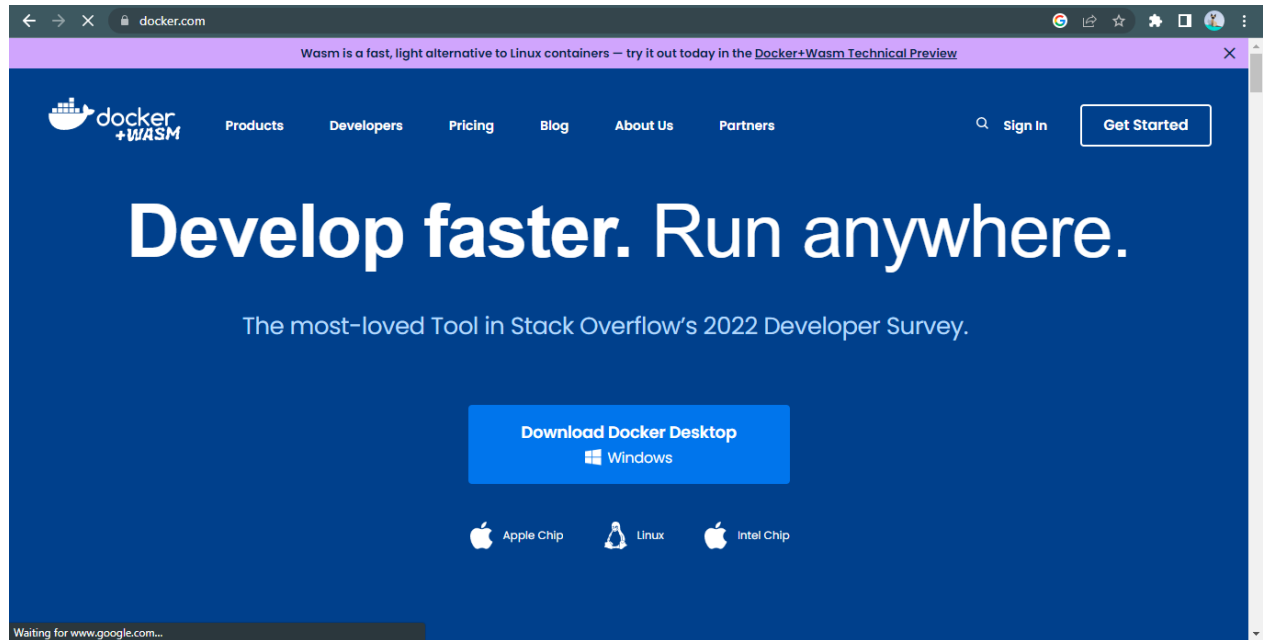 docker.com
Wasm is a fast, light alternative to Linux containers — try it out today in the Docker+Wasm Technical Preview
docker
+WASM
Products Developers Pricing Blog About Us Partners Sign In Get Started
Develop faster. Run anywhere.
The most-loved Tool in Stack Overflow's 2022 Developer Survey.
Download Docker Desktop
Windows
Apple Chip Linux Intel Chip
Waiting for www.google.com...